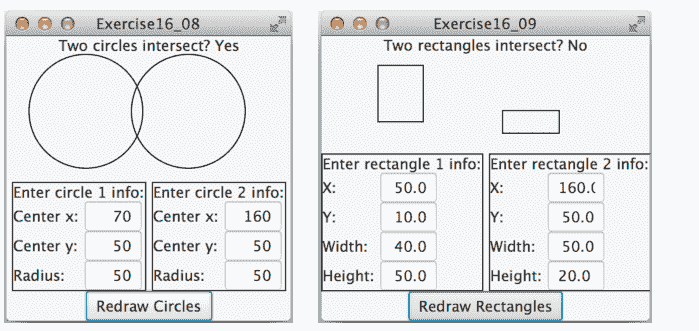 Exercise16_08
Two circles intersect? Yes
Enter circle 1 info: Enter circle 2 info:
Center x: 70 Center x: 160
Center y: 50 Center y: 50
Radius: 50 Radius: 50
Redraw Circles
Exercise16_09
Two rectangles intersect? No
Enter rectangle 1 info: Enter rectangle 2 info:
X: 50.0 X: 160.(
Y: 10.0 Y: 50.0
Width: 40.0 Width: 50.0
Height: 50.0 Height: 20.0
Redraw Rectangles